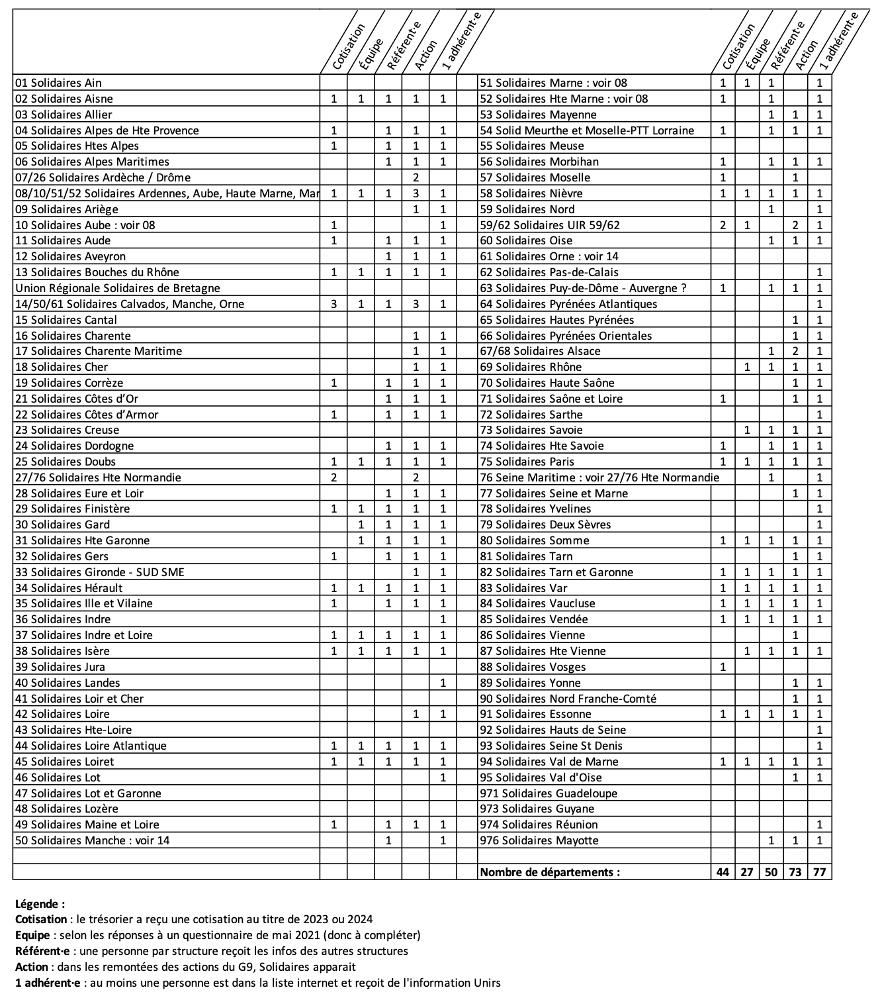 Cotisation Équipe Référent·e Action 1 adhérent·e Cotisation Équipe Référent·e Action 1 adhérent·e
01 Solidaires Ain 51 Solidaires Marne : voir 08 1 1 1 1
02 Solidaires Aisne 1 1 1 1 1 52 Solidaires Hte Marne : voir 08 1 1 1
03 Solidaires Allier 53 Solidaires Mayenne 1 1 1
04 Solidaires Alpes de Hte Provence 1 1 1 1 54 Solid Meurthe et Moselle-PTT Lorraine 1 1 1 1
05 Solidaires Htes Alpes 1 1 1 1 55 Solidaires Meuse
06 Solidaires Alpes Maritimes 1 1 1 56 Solidaires Morbihan 1 1 1 1
07/26 Solidaires Ardèche / Drôme 2 57 Solidaires Moselle 1 1
08/10/51/52 Solidaires Ardennes, Aube, Haute Marne, Mar 1 1 1 3 1 58 Solidaires Nièvre 1 1 1 1 1
09 Solidaires Ariège 1 1 59 Solidaires Nord 1 1
10 Solidaires Aube : voir 08 1 1 59/62 Solidaires UIR 59/62 2 1 2 1
11 Solidaires Aude 1 1 1 1 60 Solidaires Oise 1 1 1
12 Solidaires Aveyron 1 1 1 61 Solidaires Orne : voir 14
13 Solidaires Bouches du Rhône 1 1 1 1 1 62 Solidaires Pas-de-Calais 1
Union Régionale Solidaires de Bretagne 63 Solidaires Puy-de-Dôme - Auvergne ? 1 1 1 1
14/50/61 Solidaires Calvados, Manche, Orne 3 1 1 3 1 64 Solidaires Pyrénées Atlantiques 1
15 Solidaires Cantal 65 Solidaires Hautes Pyrénées 1 1
16 Solidaires Charente 1 1 66 Solidaires Pyrénées Orientales 1 1
17 Solidaires Charente Maritime 1 1 67/68 Solidaires Alsace 1 2 1
18 Solidaires Cher 1 1 69 Solidaires Rhône 1 1 1 1
19 Solidaires Corrèze 1 1 1 1 70 Solidaires Haute Saône 1 1
21 Solidaires Côtes d’Or 1 1 1 71 Solidaires Saône et Loire 1 1 1
22 Solidaires Côtes d’Armor 1 1 1 1 72 Solidaires Sarthe 1
23 Solidaires Creuse 73 Solidaires Savoie 1 1 1 1
24 Solidaires Dordogne 1 1 1 74 Solidaires Hte Savoie 1 1 1 1
25 Solidaires Doubs 1 1 1 1 1 75 Solidaires Paris 1 1 1 1 1
27/76 Solidaires Hte Normandie 2 2 76 Seine Maritime : voir 27/76 Hte Normandie 1 1
28 Solidaires Eure et Loir 1 1 1 77 Solidaires Seine et Marne 1 1
29 Solidaires Finistère 1 1 1 1 1 78 Solidaires Yvelines 1
30 Solidaires Gard 1 1 1 1 79 Solidaires Deux Sèvres 1
31 Solidaires Hte Garonne 1 1 1 1 80 Solidaires Somme 1 1 1 1 1
32 Solidaires Gers 1 1 1 1 81 Solidaires Tarn 1 1
33 Solidaires Gironde - SUD SME 1 1 82 Solidaires Tarn et Garonne 1 1 1 1 1
34 Solidaires Hérault 1 1 1 1 1 83 Solidaires Var 1 1 1 1 1
35 Solidaires Ille et Vilaine 1 1 1 1 84 Solidaires Vaucluse 1 1 1 1 1
36 Solidaires Indre 1 85 Solidaires Vendée 1 1 1 1 1
37 Solidaires Indre et Loire 1 1 1 1 1 86 Solidaires Vienne 1
38 Solidaires Isère 1 1 1 1 1 87 Solidaires Hte Vienne 1 1 1 1
39 Solidaires Jura 88 Solidaires Vosges 1
40 Solidaires Landes 1 89 Solidaires Yonne 1 1
41 Solidaires Loir et Cher 90 Solidaires Nord Franche-Comté 1 1
42 Solidaires Loire 1 1 91 Solidaires Essonne 1 1 1 1 1
43 Solidaires Hte-Loire 92 Solidaires Hauts de Seine 1
44 Solidaires Loire Atlantique 1 1 1 1 1 93 Solidaires Seine St Denis 1
45 Solidaires Loiret 1 1 1 1 1 94 Solidaires Val de Marne 1 1 1 1 1
46 Solidaires Lot 1 95 Solidaires Val d'Oise 1 1
47 Solidaires Lot et Garonne 971 Solidaires Guadeloupe
48 Solidaires Lozère 973 Solidaires Guyane
49 Solidaires Maine et Loire 1 1 1 1 974 Solidaires Réunion 1
50 Solidaires Manche : voir 14 1 1 976 Solidaires Mayotte 1 1 1
Nombre de départements : 44 27 50 73 77
Légende :
Cotisation : le trésorier a reçu une cotisation au titre de 2023 ou 2024
Equipe : selon les réponses à un questionnaire de mai 2021 (donc à compléter)
Référent·e : une personne par structure reçoit les infos des autres structures
Action : dans les remontées des actions du G9, Solidaires apparait
1 adhérent·e : au moins une personne est dans la liste internet et reçoit de l'information Unirs